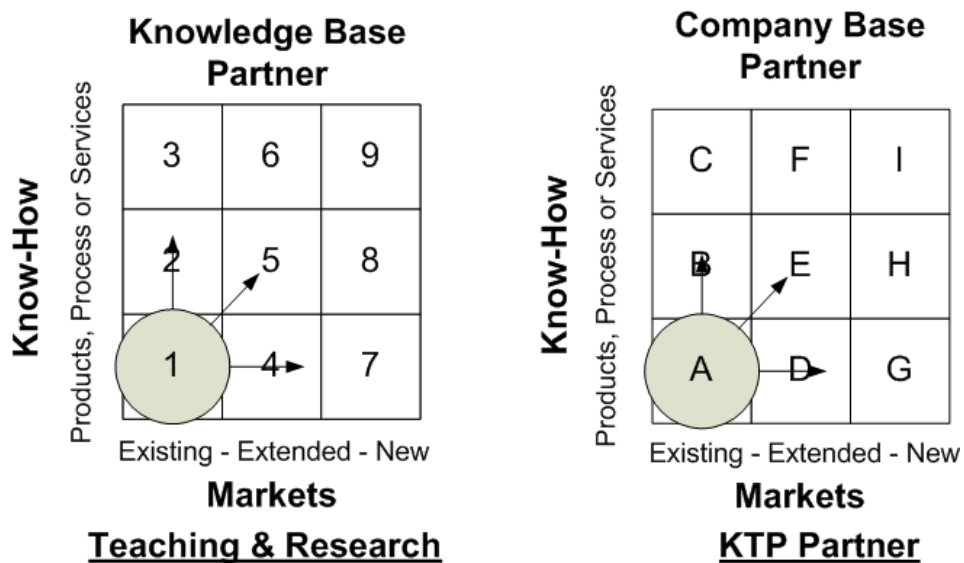 Knowledge Base
Partner
Know-How
Products, Process or Services
3 6 9
2 5 8
1 4 7
Existing - Extended - New
Markets
Teaching & Research
Company Base
Partner
Know-How
Products, Process or Services
C F I
B E H
A D G
Existing - Extended - New
Markets
KTP Partner